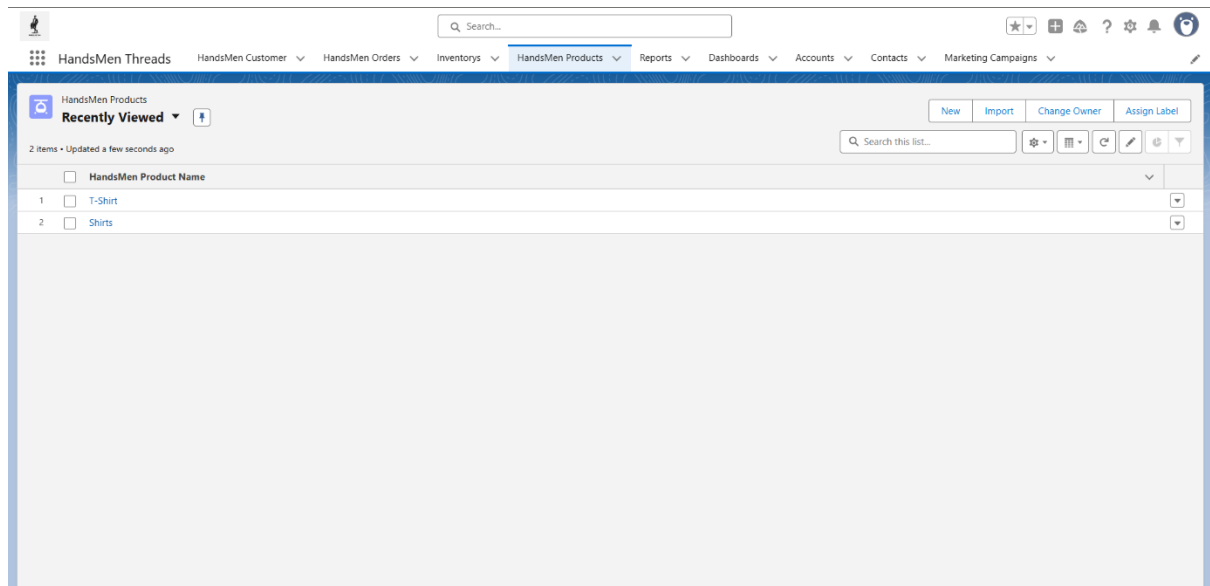 Search...
HandsMen Threads HandsMen Customer HandsMen Orders Inventorys HandsMen Products Reports Dashboards Accounts Contacts Marketing Campaigns
HandsMen Products
Recently Viewed
New Import Change Owner Assign Label
2 items • Updated a few seconds ago
Search this list...
HandsMen Product Name
1 T-Shirt
2 Shirts